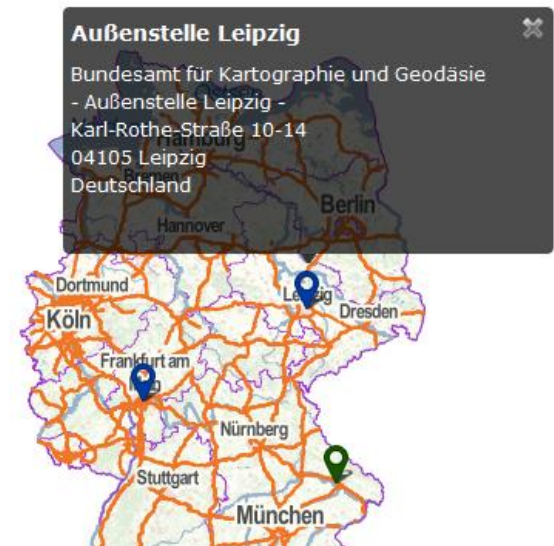 Außenstelle Leipzig
Bundesamt für Kartographie und Geodäsie
- Außenstelle Leipzig -
Karl-Rothe-Straße 10-14
04105 Leipzig
Deutschland
Ostsee
Hamburg
Bremen
Berlin
Hannover
Dortmund
Leipzig
Köln
Dresden
Frankfurt am
Nürnberg
Stuttgart
München